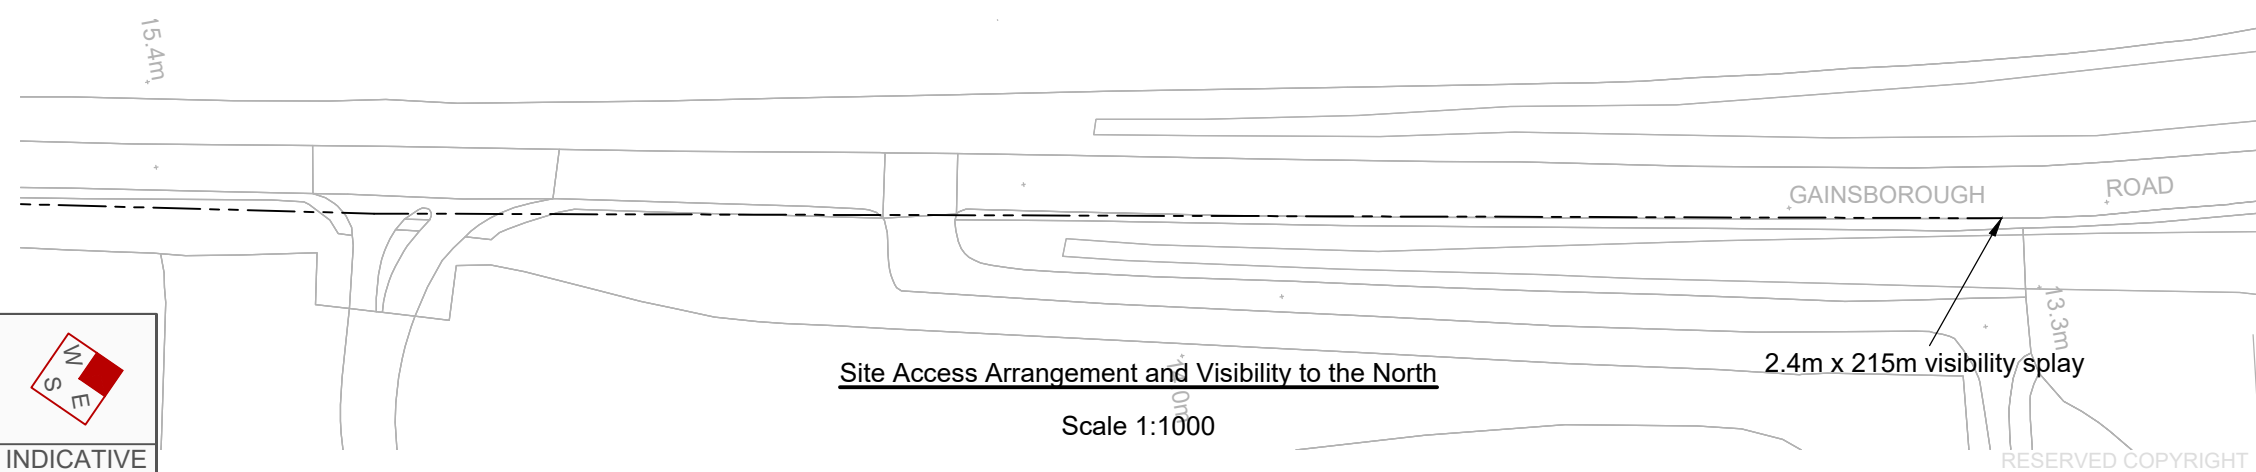 15.4m
GAINSBOROUGH ROAD
13.3m
2.4m x 215m visibility splay
Site Access Arrangement and Visibility to the North
Scale 1:1000
W
S
E
INDICATIVE
RESERVED COPYRIGHT